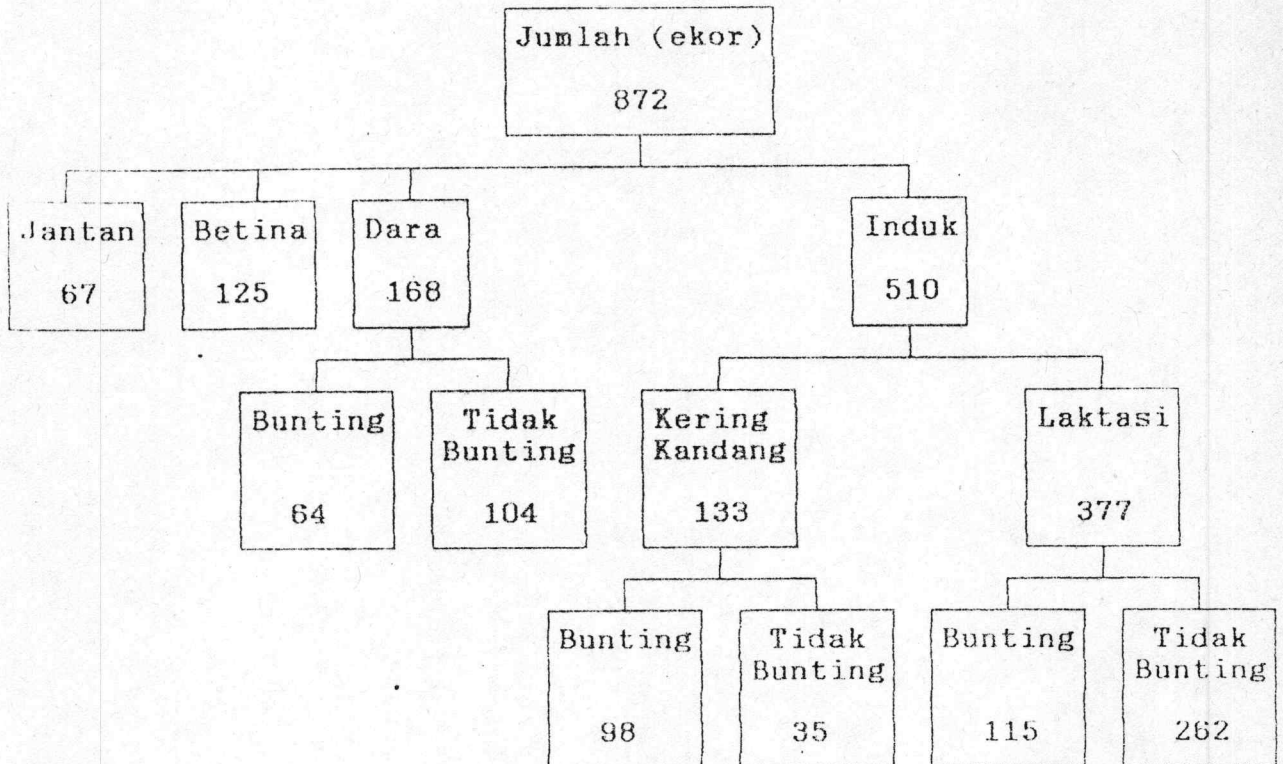 Jumlah (ekor)
872
Jantan
67
Betina
125
Dara
168
Induk
510
Bunting
64
Tidak
Bunting
104
Kering
Kandang
133
Laktasi
377
Bunting
98
Tidak
Bunting
35
Bunting
115
Tidak
Bunting
262